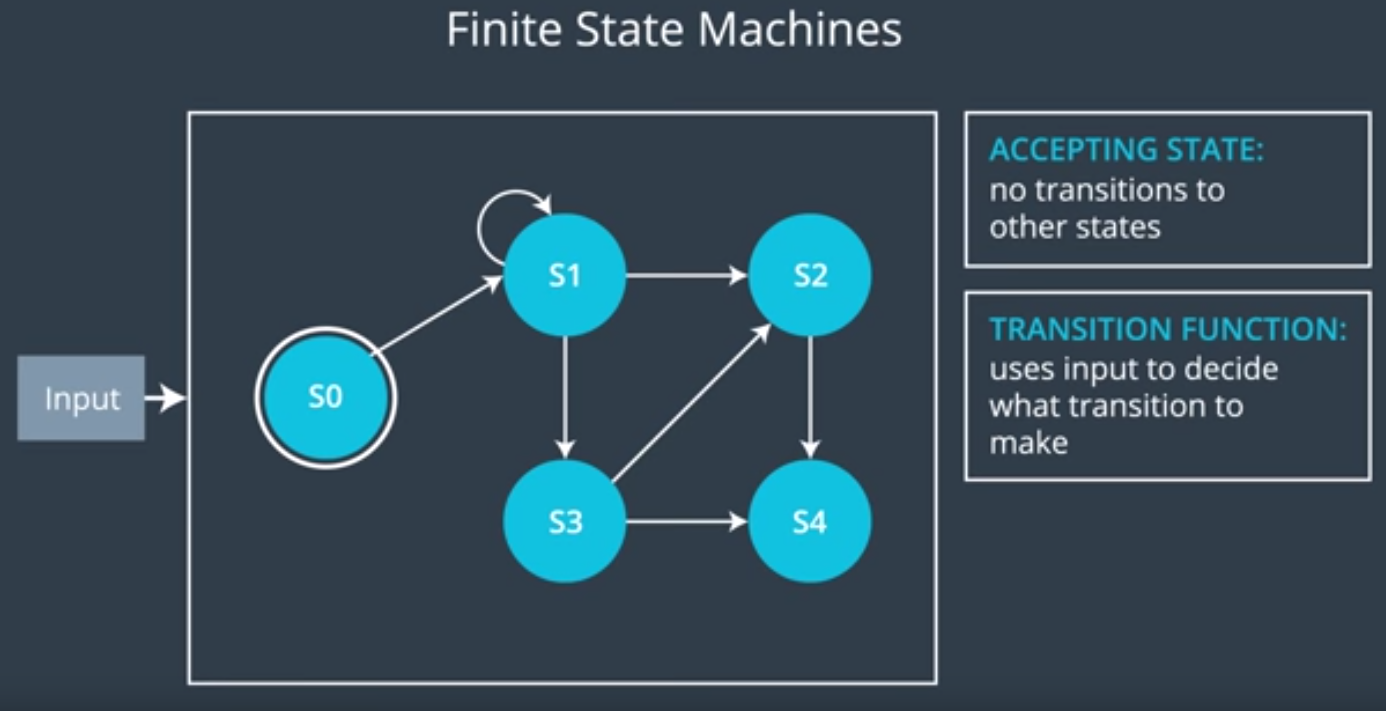 Finite State Machines
ACCEPTING STATE:
no transitions to
other states
S1
S2
TRANSITION FUNCTION:
uses input to decide
what transition to
make
Input
S0
S3
S4